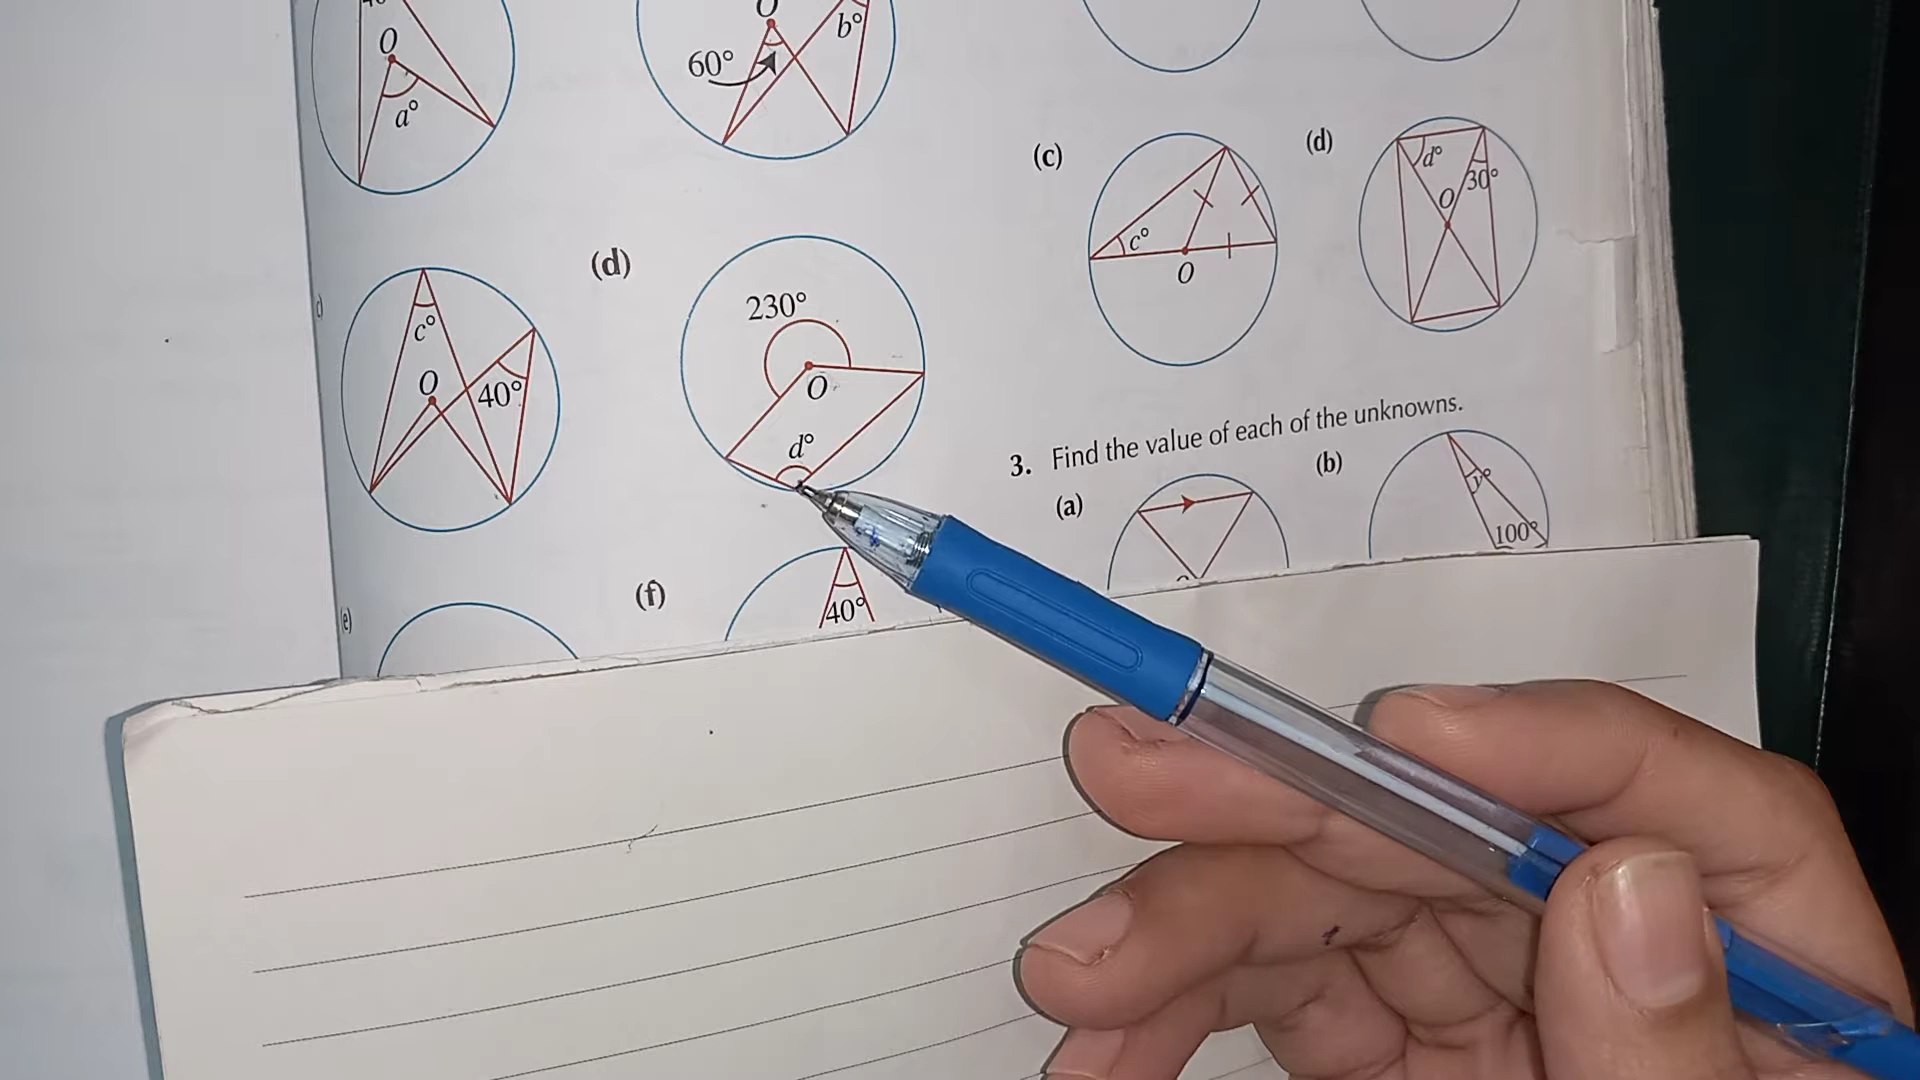 O
a°
O
60°
b°
(c)
c°
O
(d)
d°
O
30°
c°
O
40°
(d)
230°
O
d°
3. Find the value of each of the unknowns.
(a)
(b)
y°
100°
(e)
(f)
40°